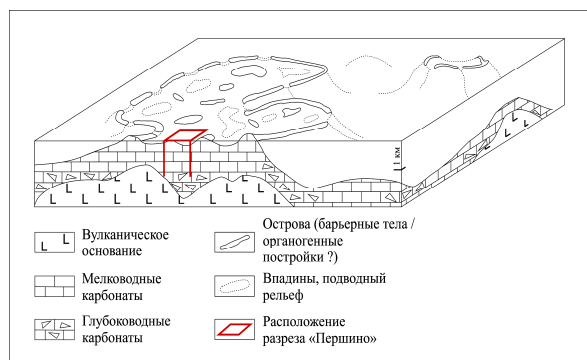 1 км
Вулканическое
основание
Мелководные
карбонаты
Глубоководные
карбонаты
Острова (барьерные тела /
органогенные
постройки ?)
Впадины, подводный
рельеф
Расположение
разреза «Першино»